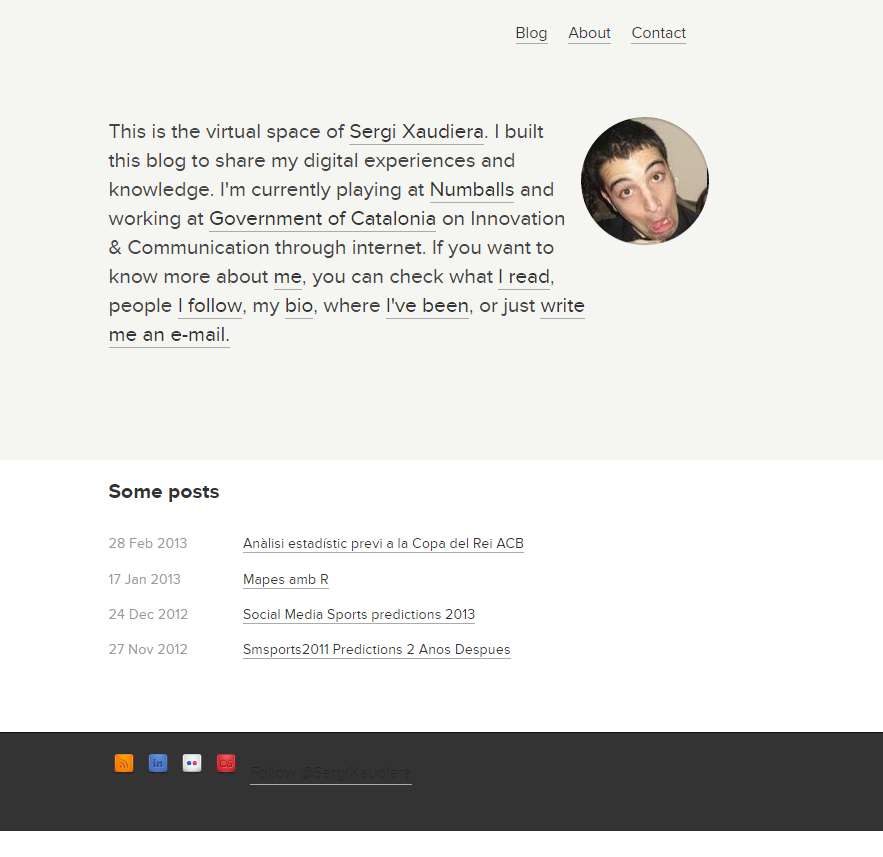 Blog About Contact
This is the virtual space of Sergi Xaudiera. I built
this blog to share my digital experiences and
knowledge. I'm currently playing at Numballs and
working at Government of Catalonia on Innovation
& Communication through internet. If you want to
know more about me, you can check what I read,
people I follow, my bio, where I've been, or just write
me an e-mail.
Some posts
28 Feb 2013 Anàlisi estadístic previ a la Copa del Rei ACB
17 Jan 2013 Mapes amb R
24 Dec 2012 Social Media Sports predictions 2013
27 Nov 2012 Smsports2011 Predictions 2 Anos Despues
in
Follow @SergiXaudiera